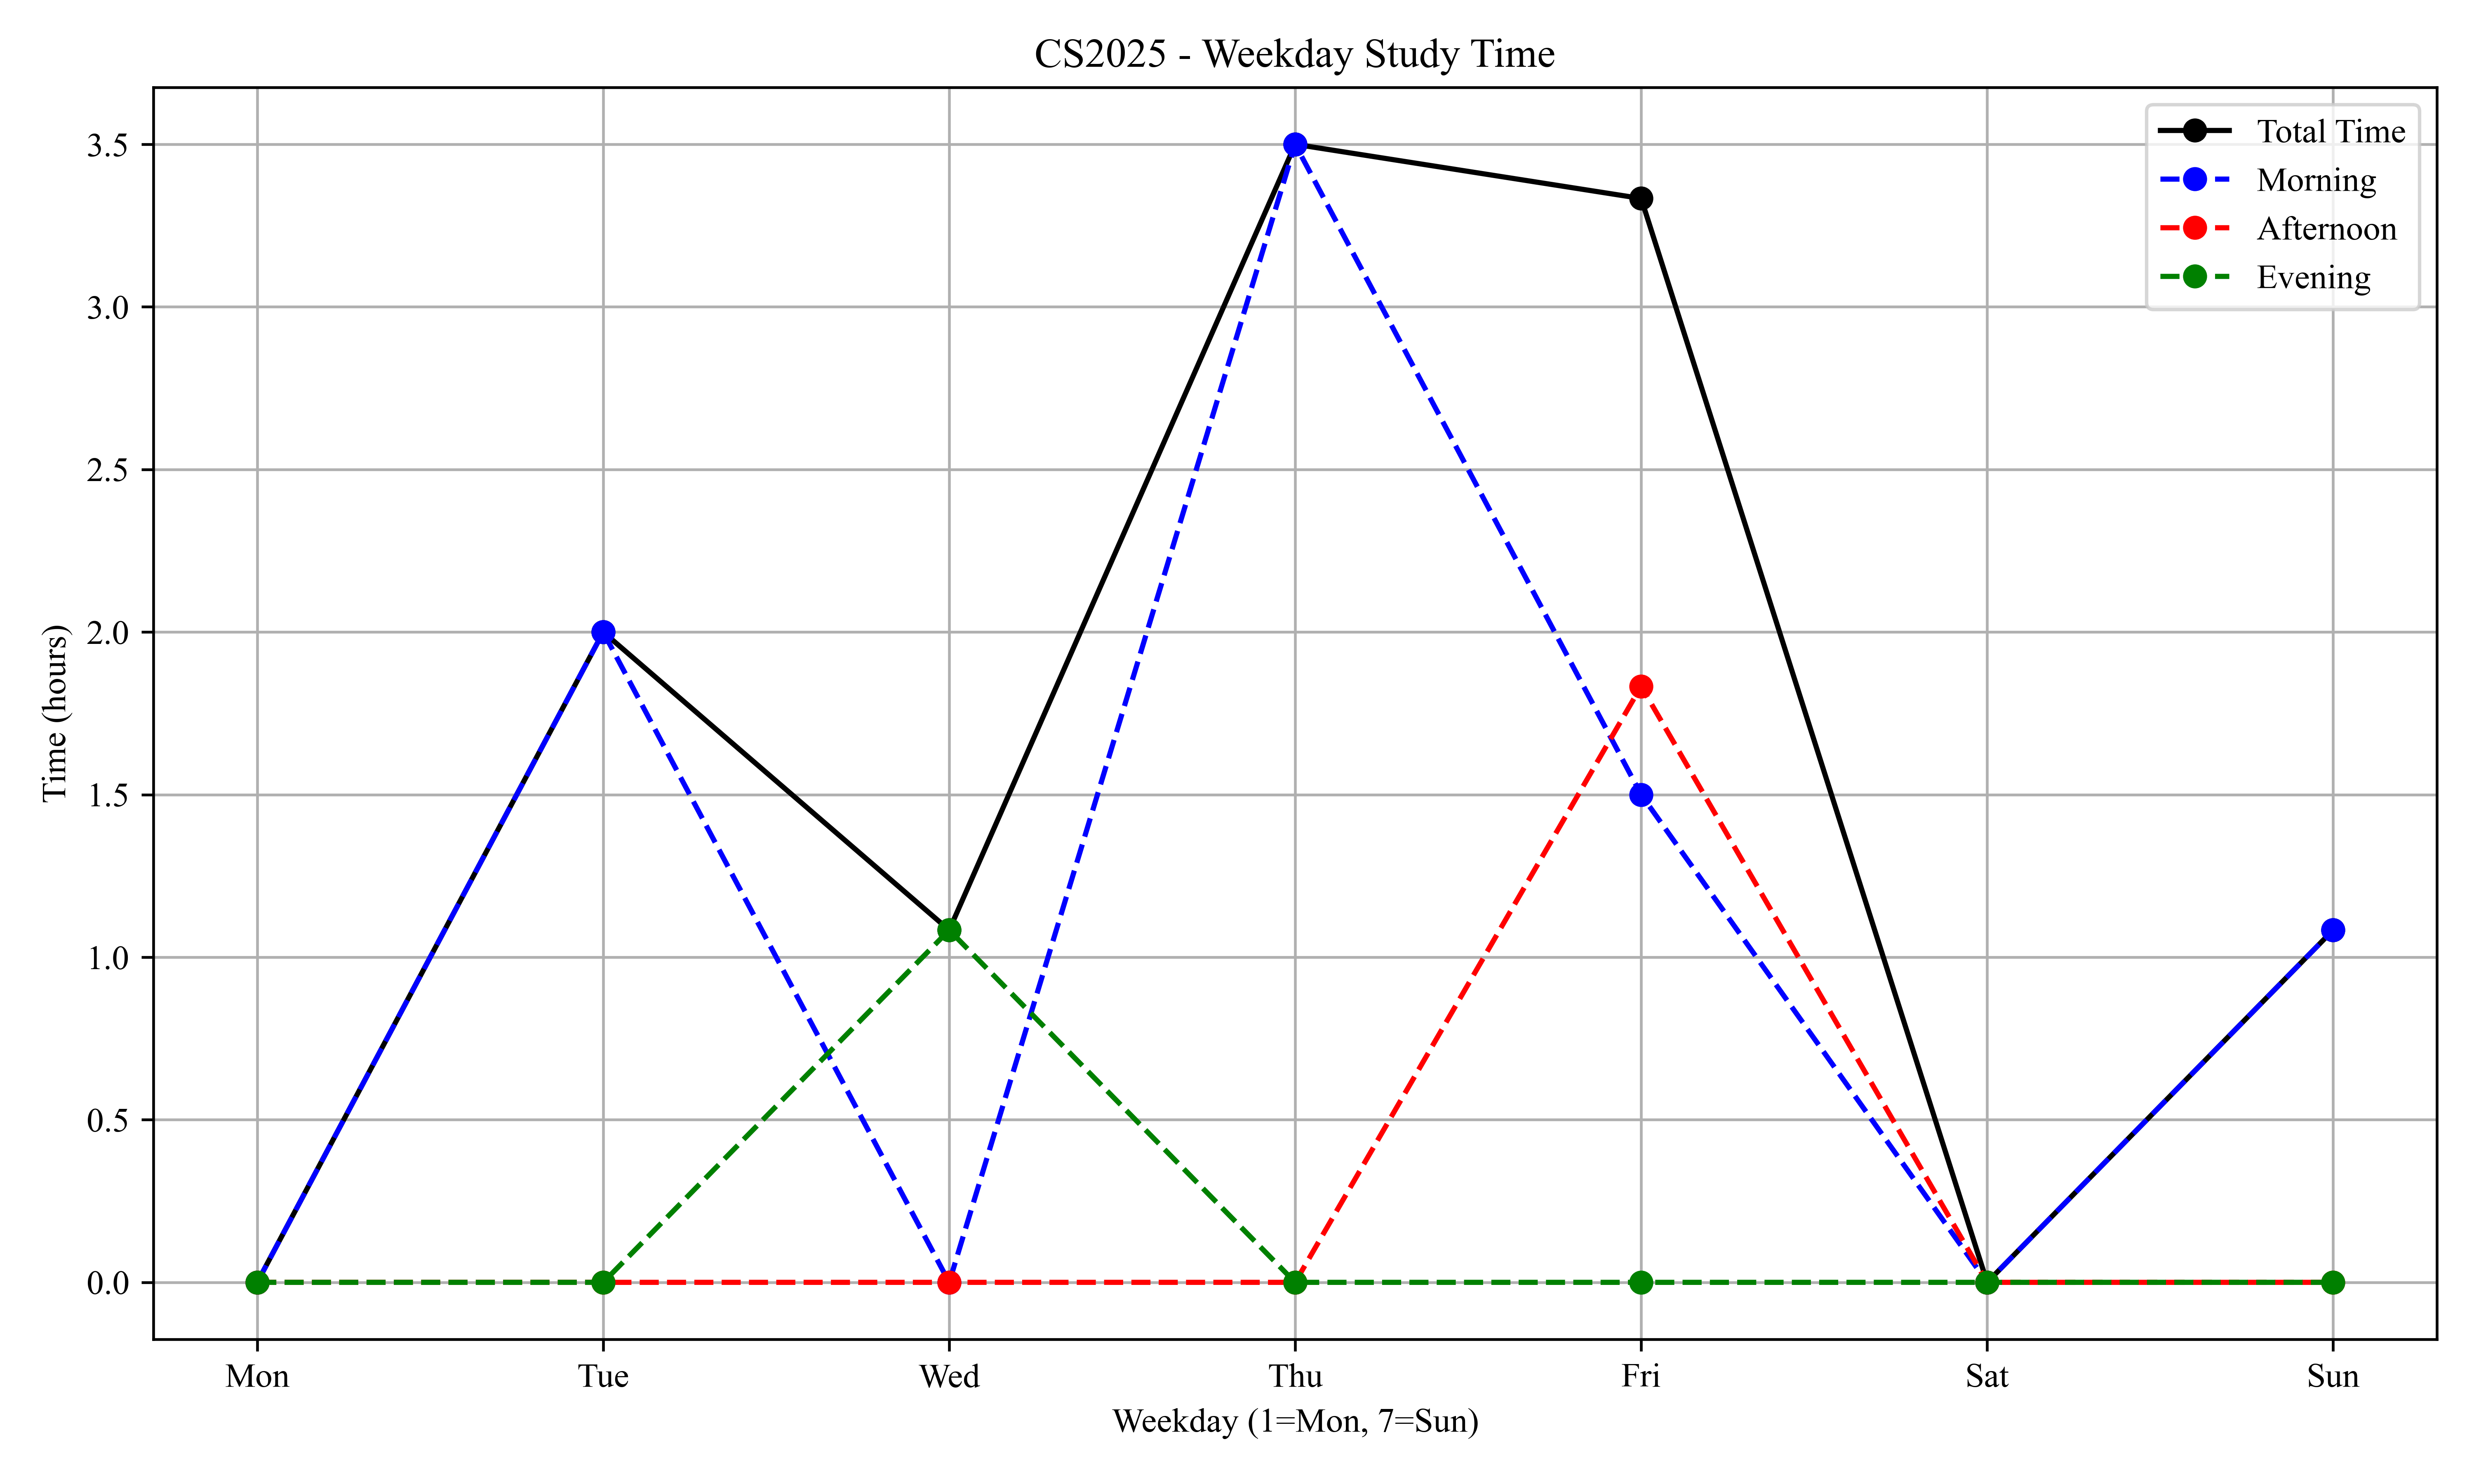 CS2025 - Weekday Study Time
Total Time
Morning
Afternoon
Evening
3.5
3.0
2.5
2.0
1.5
1.0
0.5
0.0
Time (hours)
Mon Tue Wed Thu Fri Sat Sun
Weekday (1=Mon, 7=Sun)